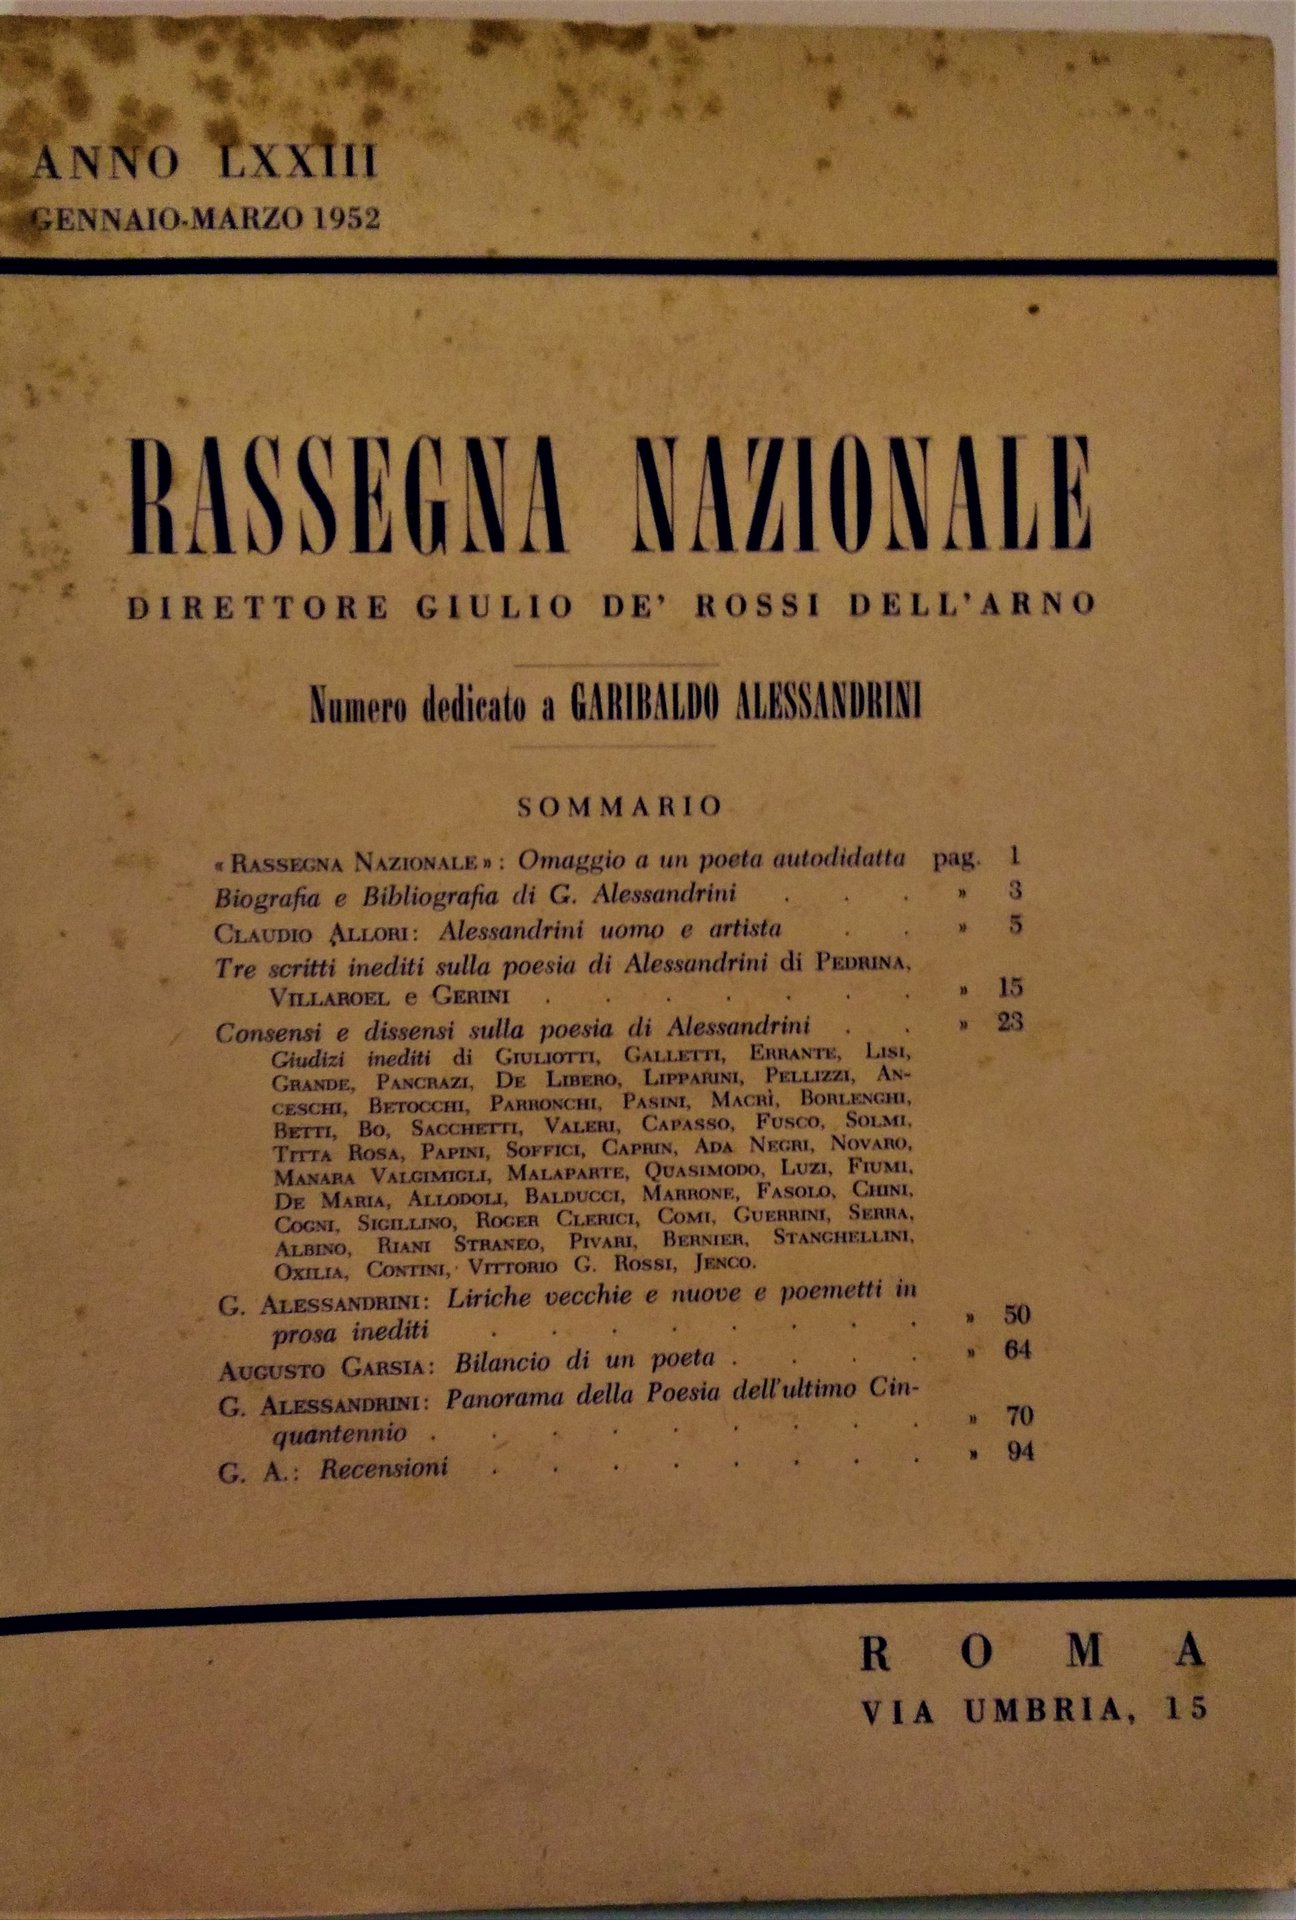 ANNO LXXIII
GENNAIO-MARZO 1952
RASSEGNA NAZIONALE
DIRETTORE GIULIO DE' ROSSI DELL'ARNO
Numero dedicato a GARIBALDO ALESSANDRINI
SOMMARIO
« RASSEGNA NAZIONALE » : Omaggio a un poeta autodidatta pag. 1
Biografia e Bibliografia di G. Alessandrini . . . » 3
CLAUDIO ALLORI: Alessandrini uomo e artista . . » 5
Tre scritti inediti sulla poesia di Alessandrini di PEDRINA,
VILLAROEL e GERINI . . . . . . . » 15
Consensi e dissensi sulla poesia di Alessandrini . . » 23
Giudizi inediti di GIULIOTTI, GALLETTI, ERRANTE, LISI,
GRANDE, PANCRAZI, DE LIBERO, LIPPARINI, PELLIZZI, AN-
CESCHI, BETOCCHI, PARRONCHI, PASINI, MACRÌ, BORLENGHI,
BETTI, BO, SACCHETTI, VALERI, CAPASSO, FUSCO, SOLMI,
TITTA ROSA, PAPINI, SOFFICI, CAPRIN, ADA NEGRI, NOVARO,
MANARA VALGIMIGLI, MALAPARTE, QUASIMODO, LUZI, FIUMI,
DE MARIA, ALLODOLI, BALDUCCI, MARRONE, FASOLO, CHINI,
COGNI, SIGILLINO, ROGER CLERICI, COMI, GUERRINI, SERRA,
ALBINO, RIANI STRANEO, PIVARI, BERNIER, STANGHELLINI,
OXILIA, CONTINI, VITTORIO G. ROSSI, JENCO.
G. ALESSANDRINI: Liriche vecchie e nuove e poemetti in
prosa inediti . . . . . . . . » 50
AUGUSTO GARSIA: Bilancio di un poeta . . . . » 64
G. ALESSANDRINI: Panorama della Poesia dell'ultimo Cin-
quantennio . . . . . . . . . » 70
G. A.: Recensioni . . . . . . . . » 94
ROMA
VIA UMBRIA, 15